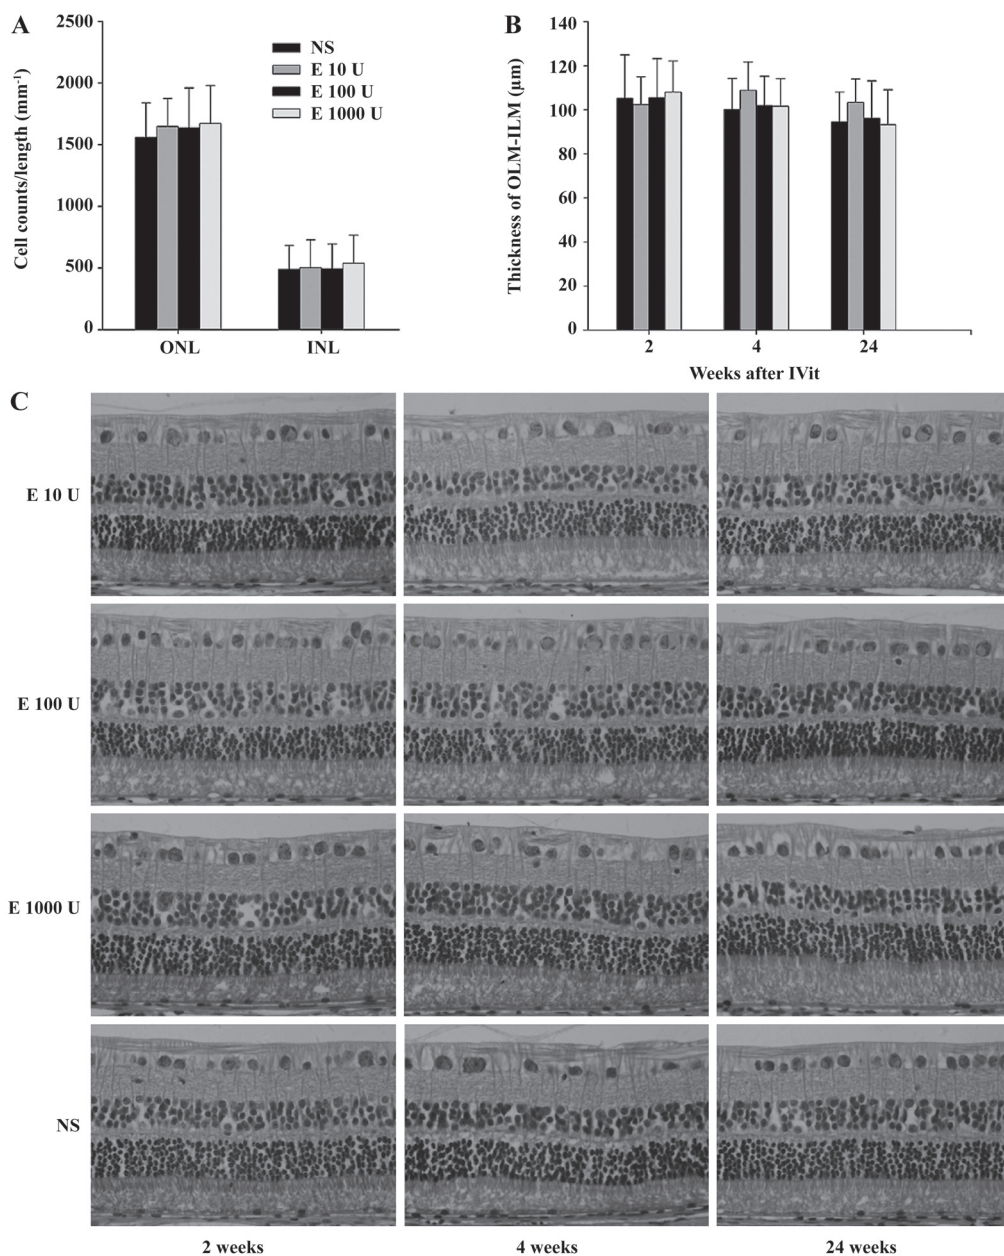 A
Cell counts/length (mm⁻¹)
2500
2000
1500
1000
500
0
NS
E 10 U
E 100 U
E 1000 U
ONL
INL
B
Thickness of OLM-ILM (µm)
140
120
100
80
60
40
20
0
2
4
24
Weeks after IVit
C
E 10 U
E 100 U
E 1000 U
NS
2 weeks
4 weeks
24 weeks